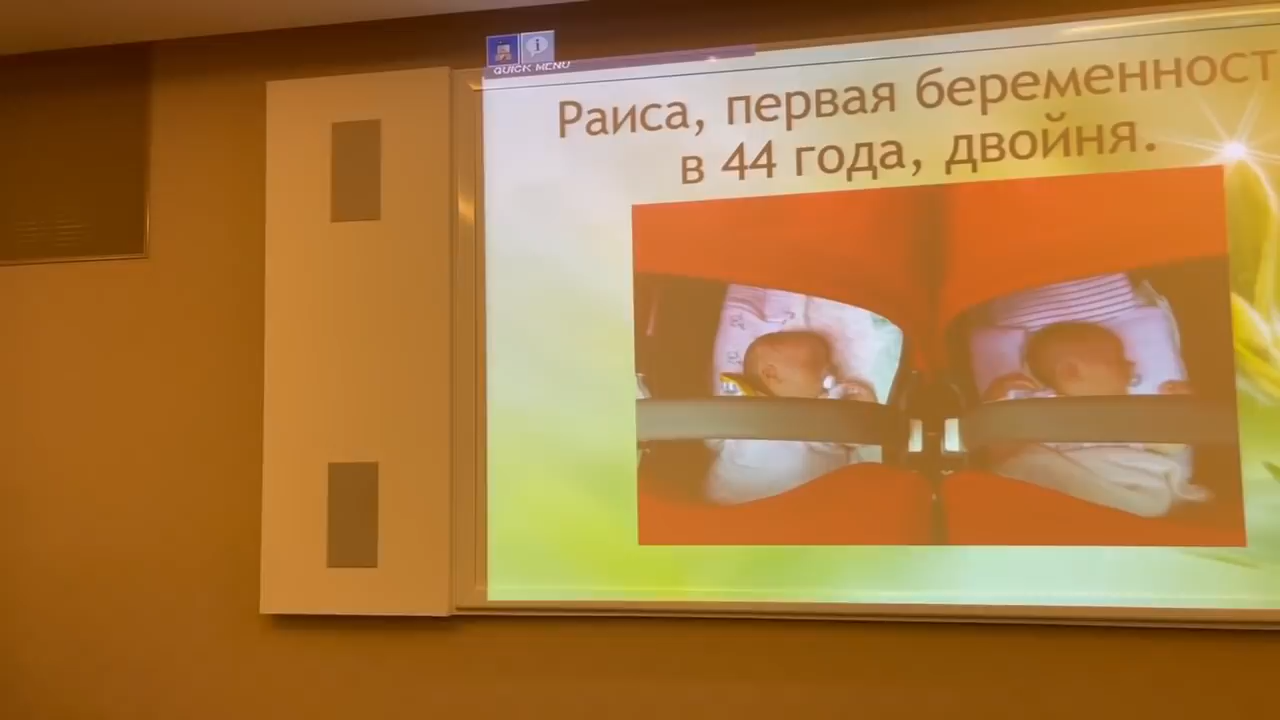 QUICK MENU
Раиса, первая беременност
в 44 года, двойня.